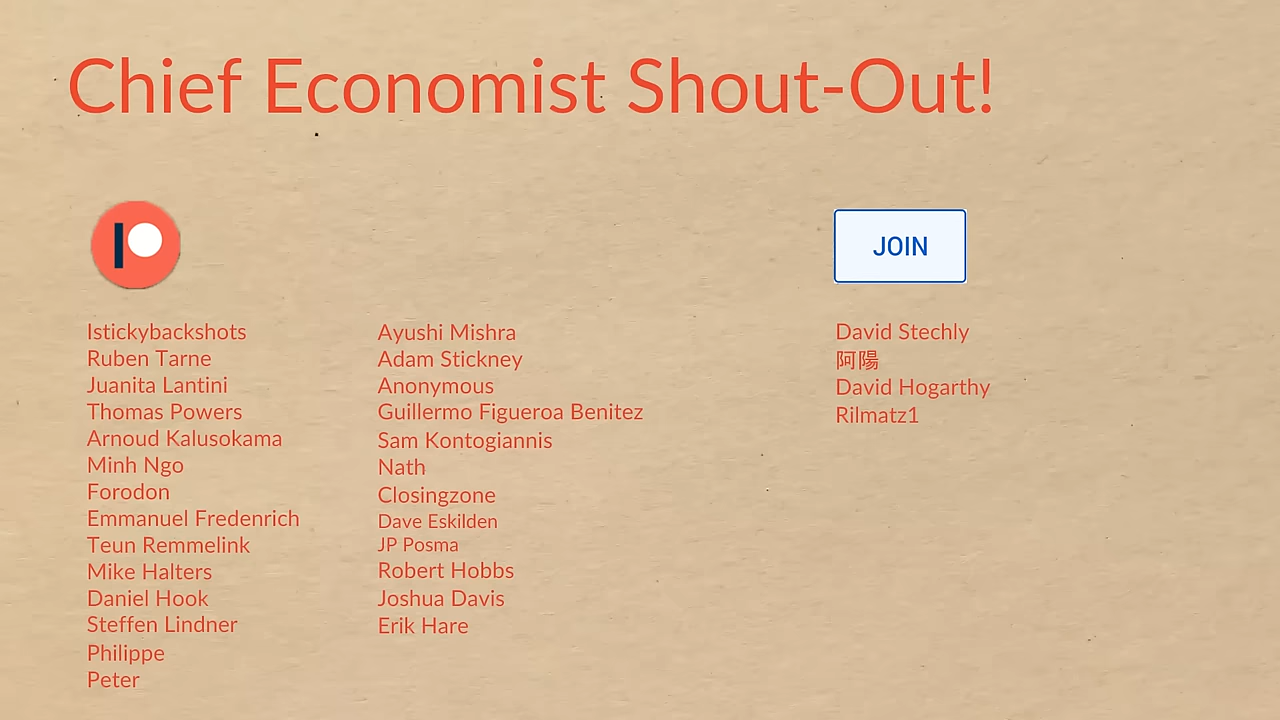 Chief Economist Shout-Out!
Istickybackshots
Ruben Tarne
Juanita Lantini
Thomas Powers
Arnoud Kalusokama
Minh Ngo
Forodon
Emmanuel Fredenrich
Teun Remmelink
Mike Halters
Daniel Hook
Steffen Lindner
Philippe
Peter
Ayushi Mishra
Adam Stickney
Anonymous
Guillermo Figueroa Benitez
Sam Kontogiannis
Nath
Closingzone
Dave Eskilden
JP Posma
Robert Hobbs
Joshua Davis
Erik Hare
JOIN
David Stechly
阿陽
David Hogarthy
Rilmatz1